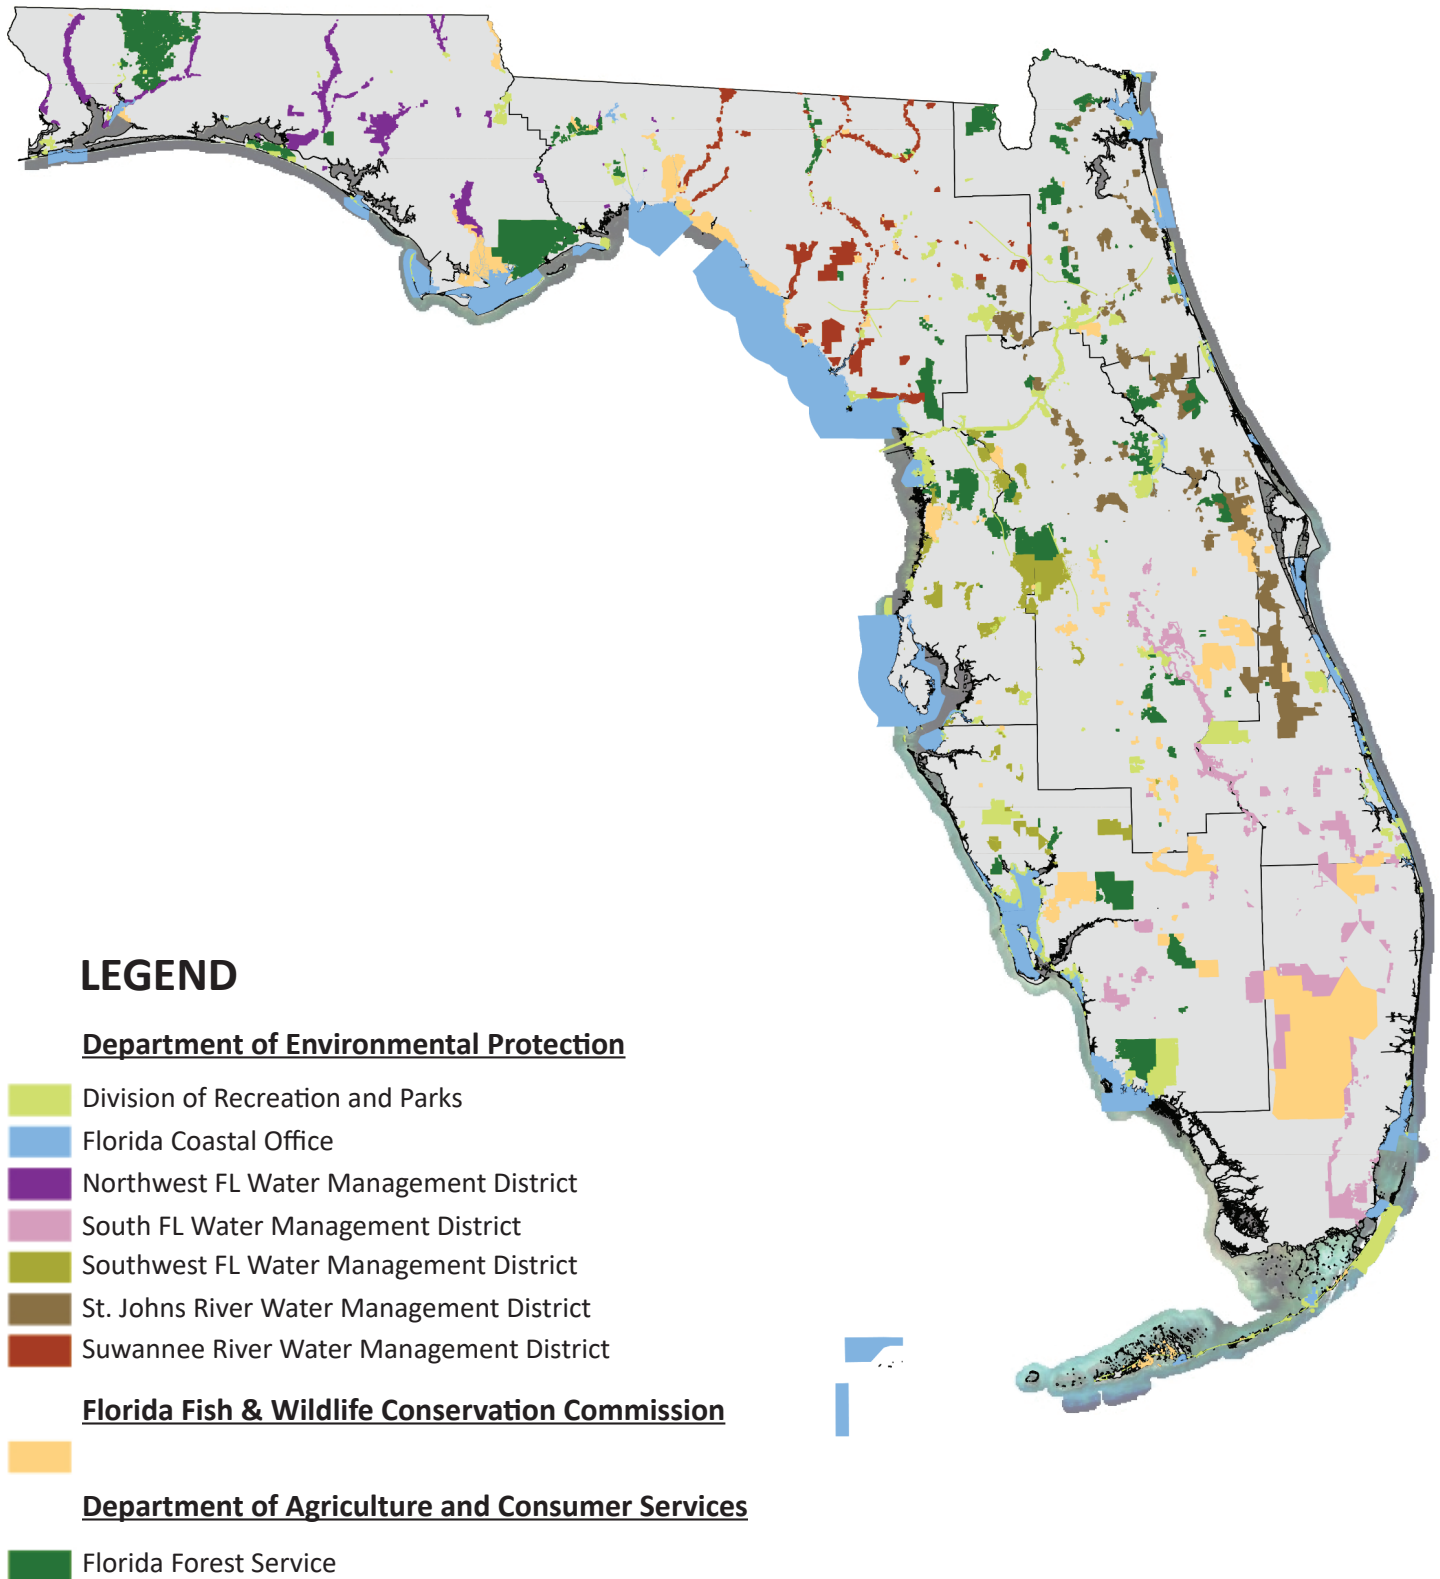 LEGEND
Department of Environmental Protection
Division of Recreation and Parks
Florida Coastal Office
Northwest FL Water Management District
South FL Water Management District
Southwest FL Water Management District
St. Johns River Water Management District
Suwannee River Water Management District
Florida Fish & Wildlife Conservation Commission
Department of Agriculture and Consumer Services
Florida Forest Service